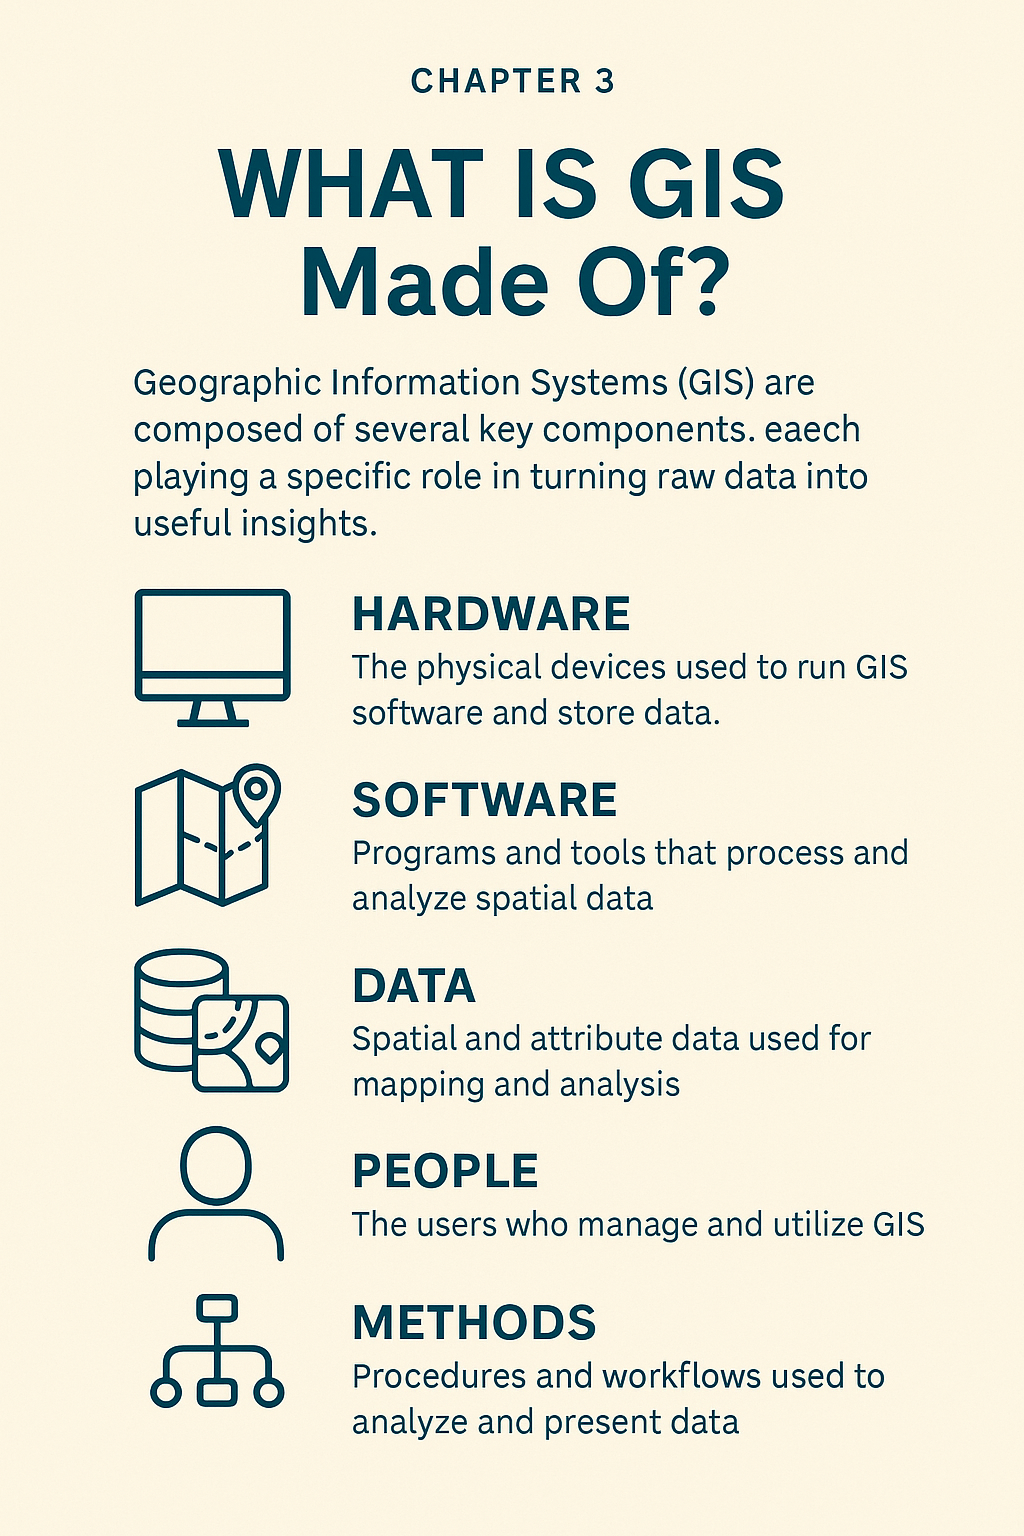 CHAPTER 3
WHAT IS GIS
Made Of?
Geographic Information Systems (GIS) are
composed of several key components. eaech
playing a specific role in turning raw data into
useful insights.
HARDWARE
The physical devices used to run GIS
software and store data.
SOFTWARE
Programs and tools that process and
analyze spatial data
DATA
Spatial and attribute data used for
mapping and analysis
PEOPLE
The users who manage and utilize GIS
METHODS
Procedures and workflows used to
analyze and present data